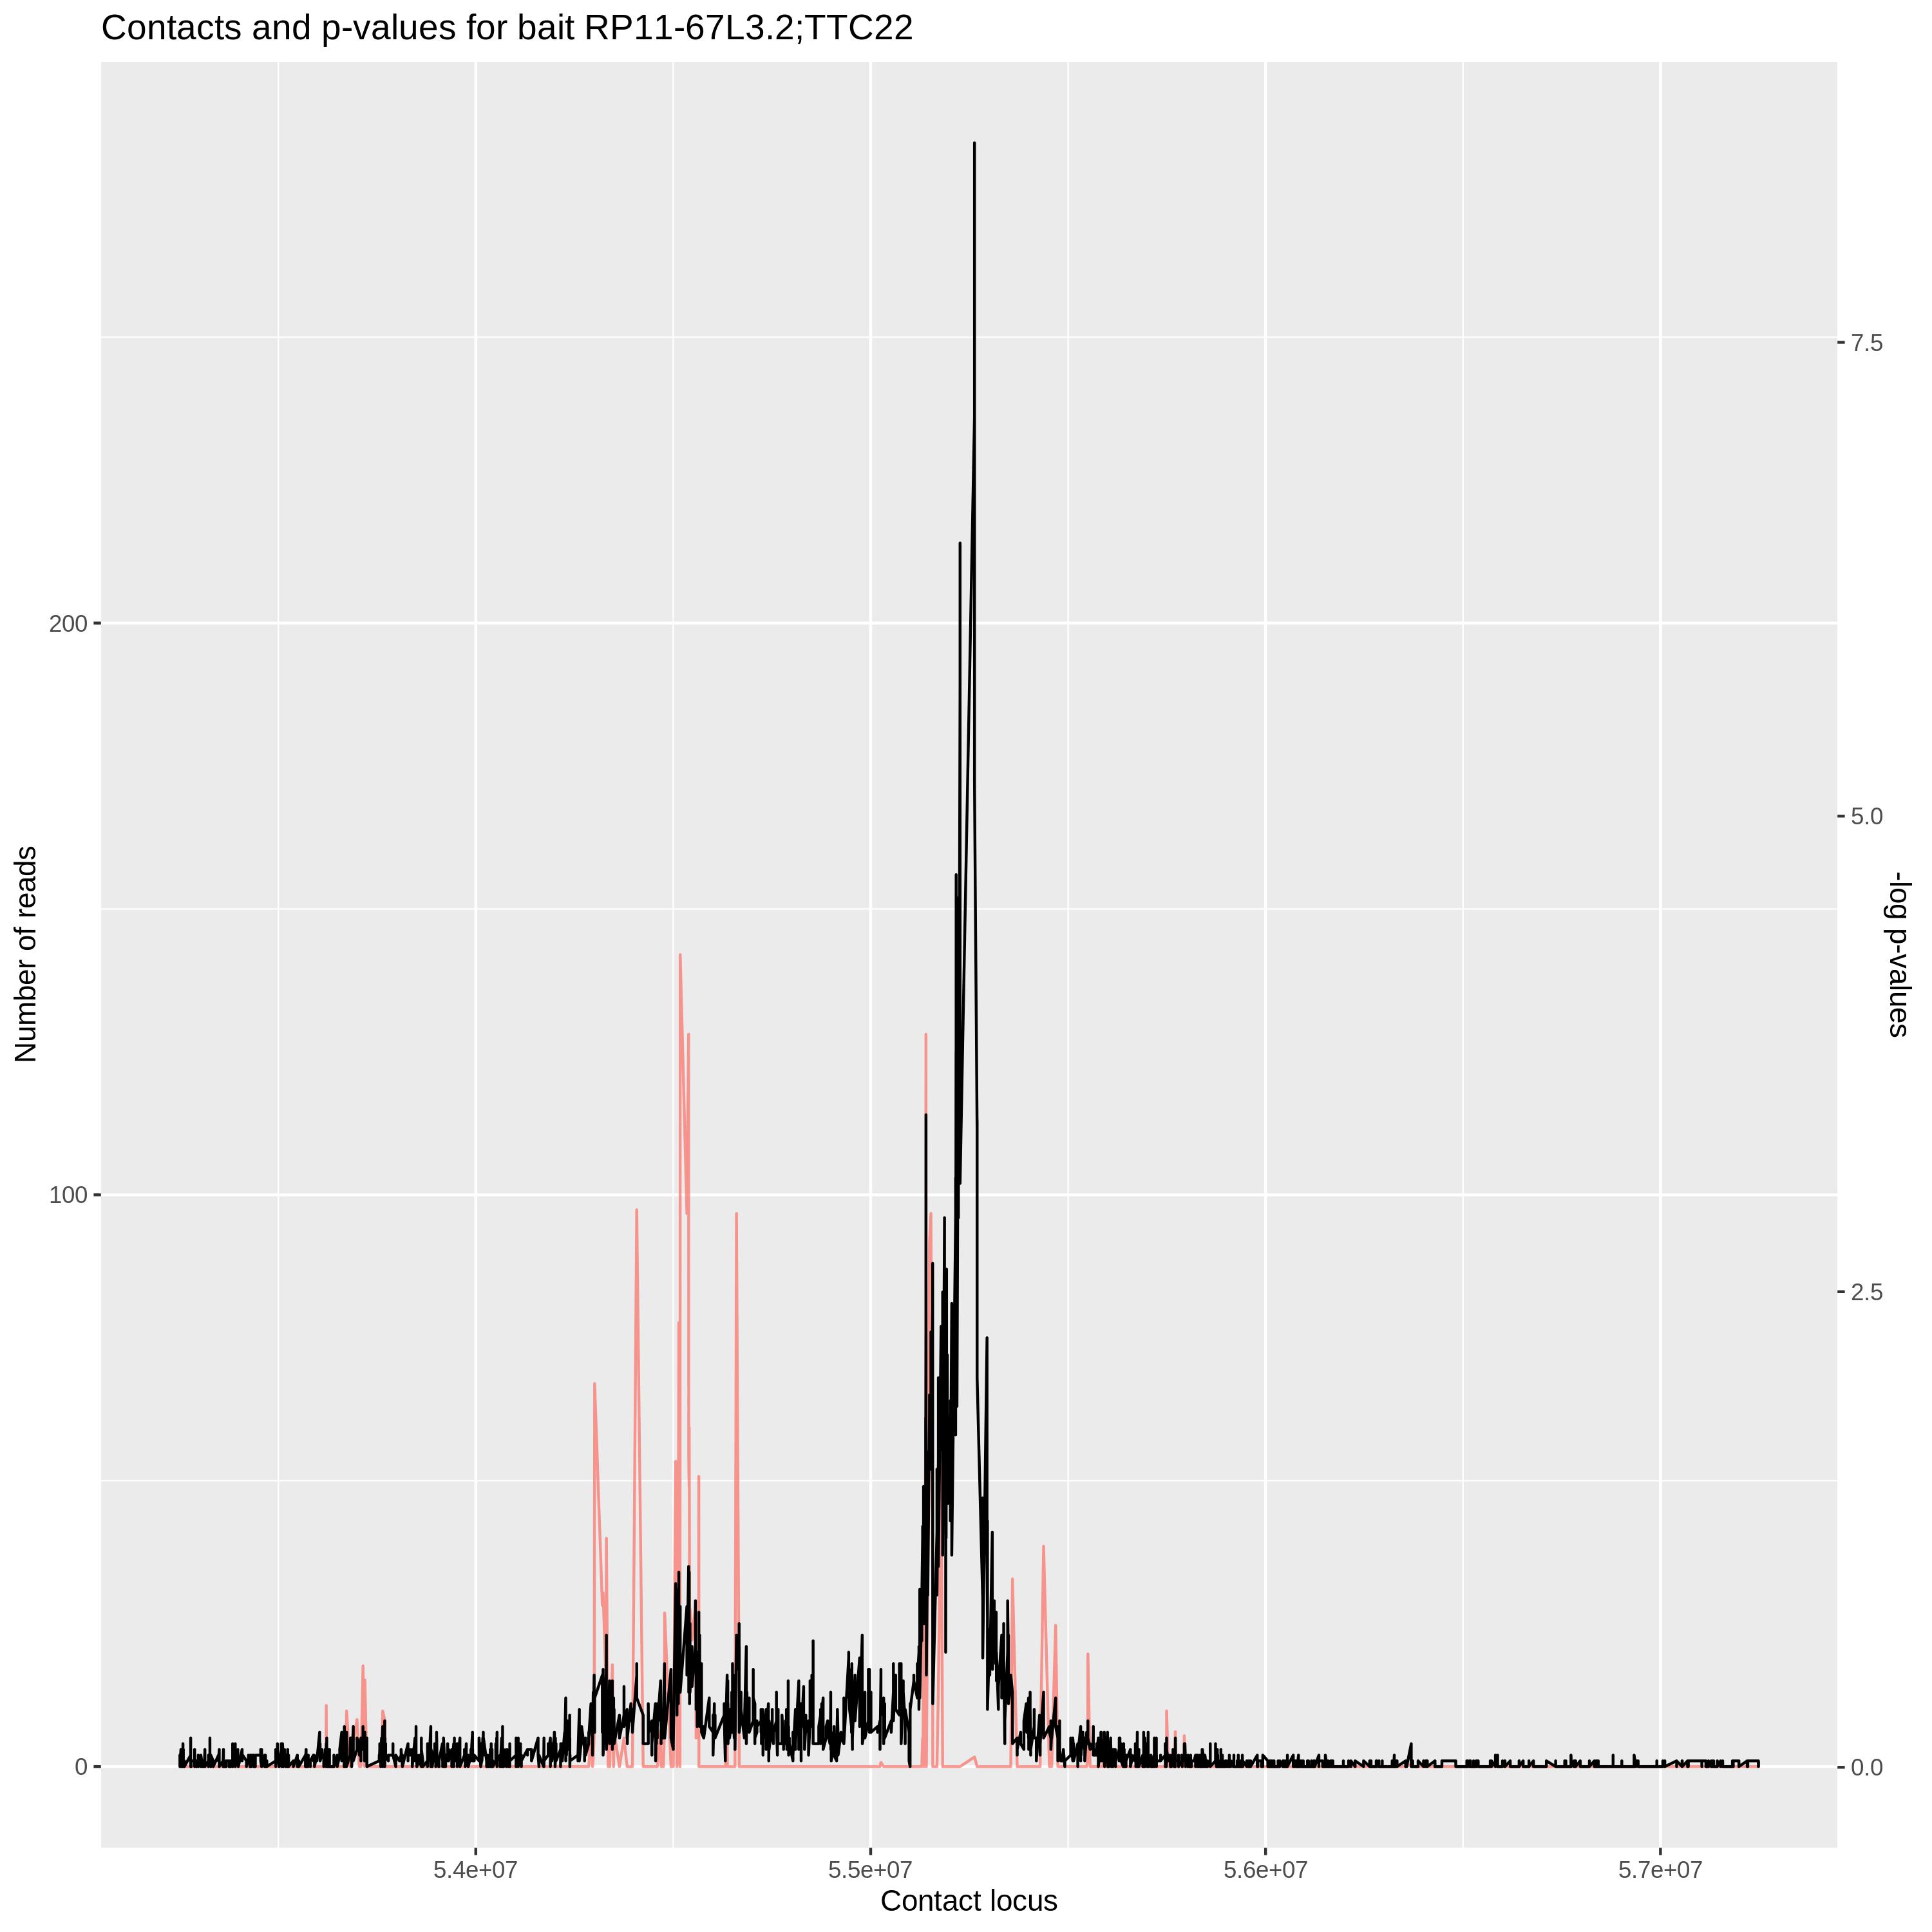 Contacts and p-values for bait RP11-67L3.2;TTC22
Number of reads
200
100
0
7.5
5.0
2.5
0.0
-log p-values
5.4e+07
5.5e+07
5.6e+07
5.7e+07
Contact locus